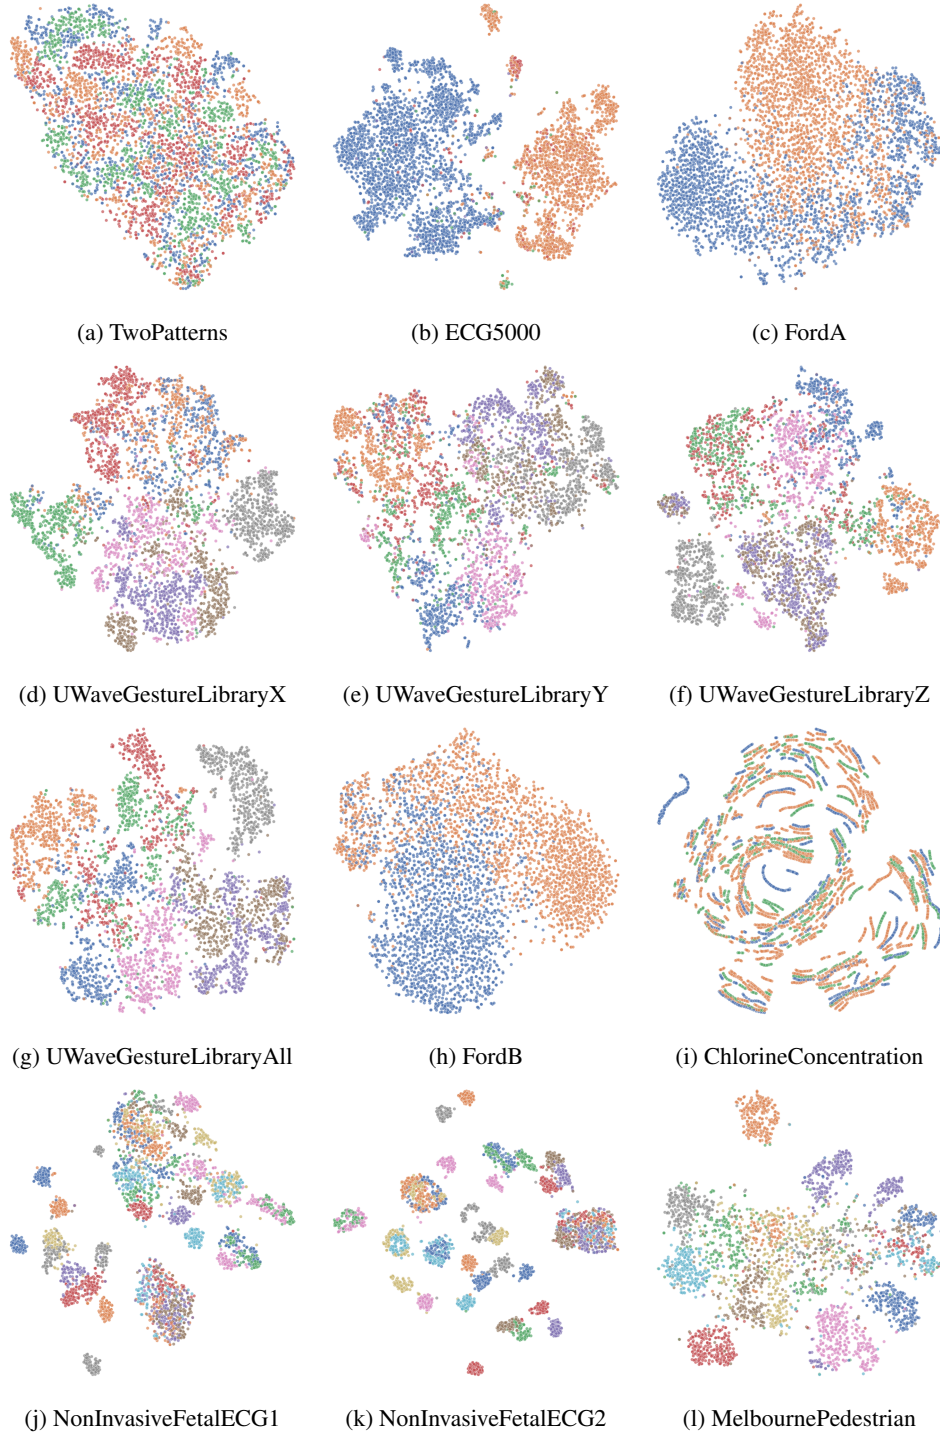 (a) TwoPatterns
(b) ECG5000
(c) FordA
(d) UWaveGestureLibraryX
(e) UWaveGestureLibraryY
(f) UWaveGestureLibraryZ
(g) UWaveGestureLibraryAll
(h) FordB
(i) ChlorineConcentration
(j) NonInvasiveFetalECG1
(k) NonInvasiveFetalECG2
(l) MelbournePedestrian